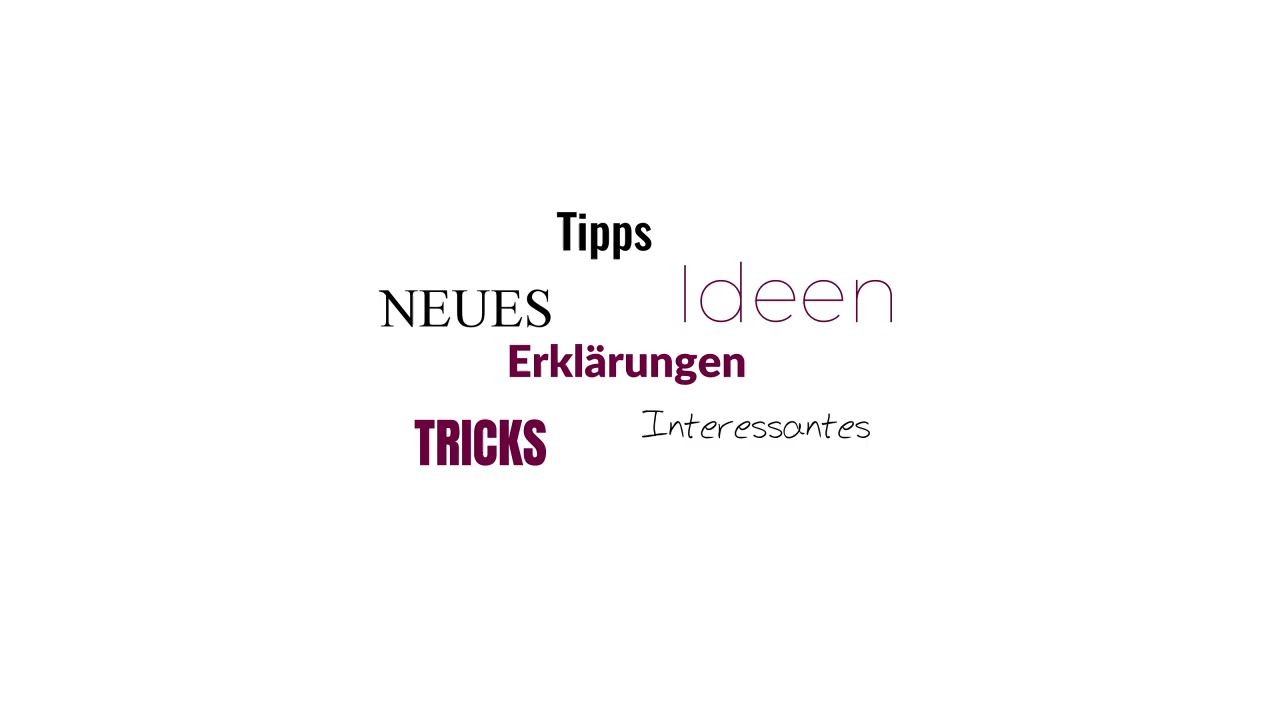 Tipps
Ideen
NEUES
Erklärungen
Interessantes
TRICKS